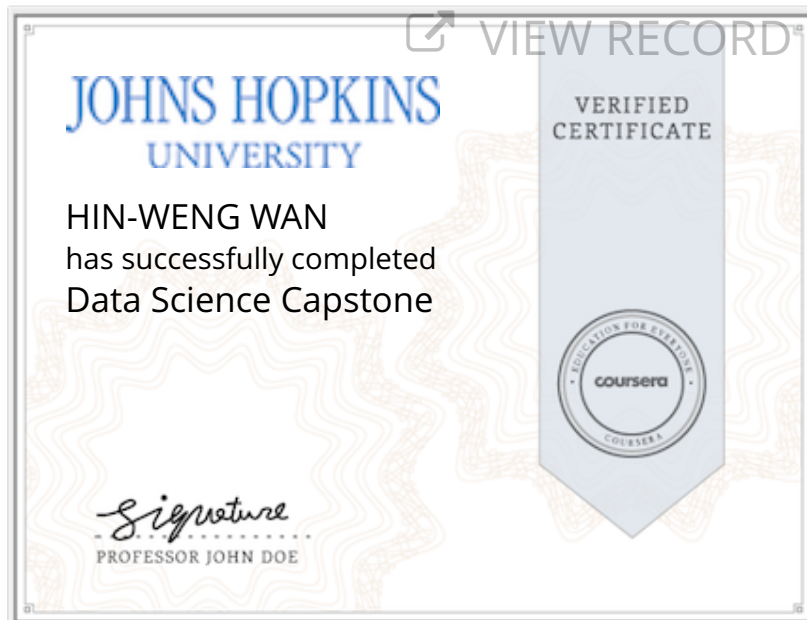 VIEW RECORD
JOHNS HOPKINS
UNIVERSITY
VERIFIED
CERTIFICATE
HIN-WENG WAN
has successfully completed
Data Science Capstone
EDUCATION FOR EVERYONE
coursera
COURSERA
Signature
PROFESSOR JOHN DOE